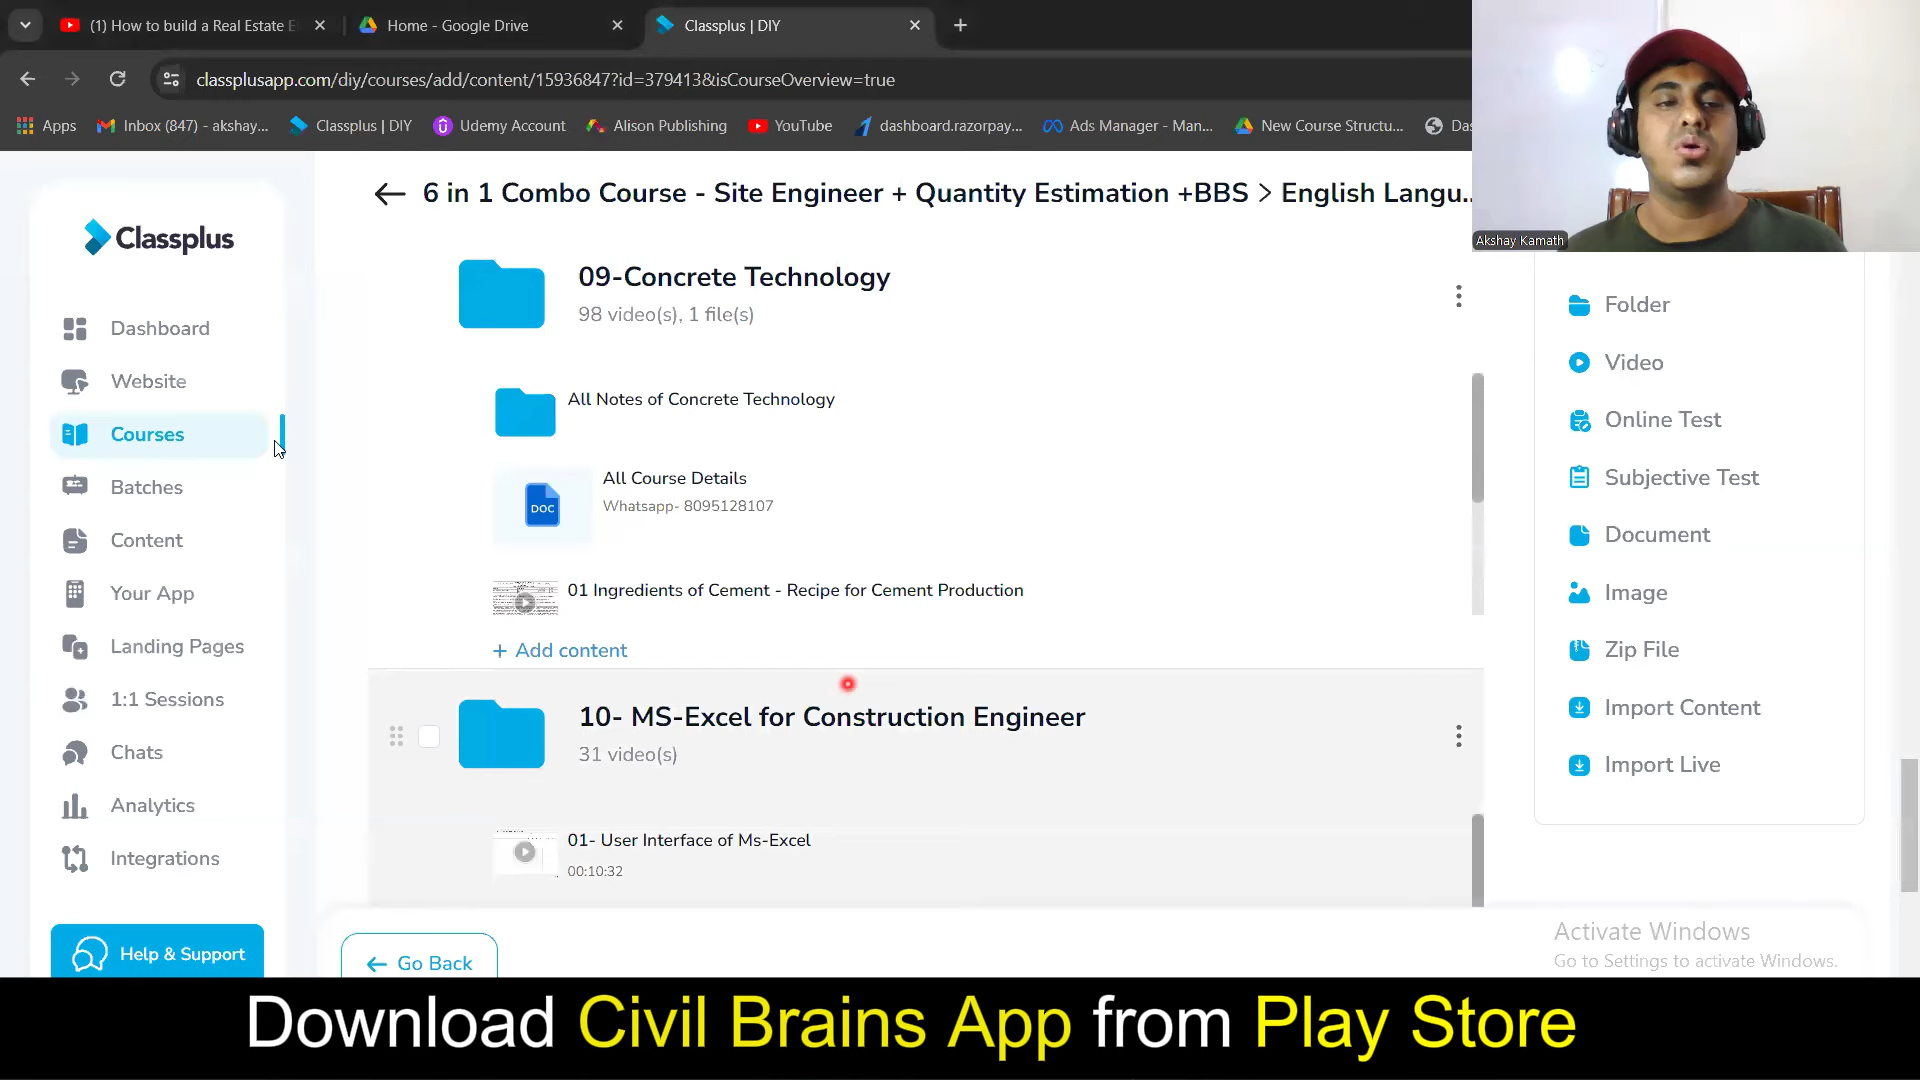 (1) How to build a Real Estate E
Home - Google Drive
Classplus | DIY
classplusapp.com/diy/courses/add/content/15936847?id=379413&isCourseOverview=true
Apps
Inbox (847) - akshay...
Classplus | DIY
Udemy Account
Alison Publishing
YouTube
dashboard.razorpay...
Ads Manager - Man...
New Course Structu...
Das
Akshay Kamath
Classplus
Dashboard
Website
Courses
Batches
Content
Your App
Landing Pages
1:1 Sessions
Chats
Analytics
Integrations
Help & Support
6 in 1 Combo Course - Site Engineer + Quantity Estimation +BBS > English Langu...
09-Concrete Technology
98 video(s), 1 file(s)
All Notes of Concrete Technology
DOC
All Course Details
Whatsapp- 8095128107
01 Ingredients of Cement - Recipe for Cement Production
+ Add content
10- MS-Excel for Construction Engineer
31 video(s)
01- User Interface of Ms-Excel
00:10:32
Go Back
Folder
Video
Online Test
Subjective Test
Document
Image
Zip File
Import Content
Import Live
Activate Windows
Go to Settings to activate Windows.
Download Civil Brains App from Play Store